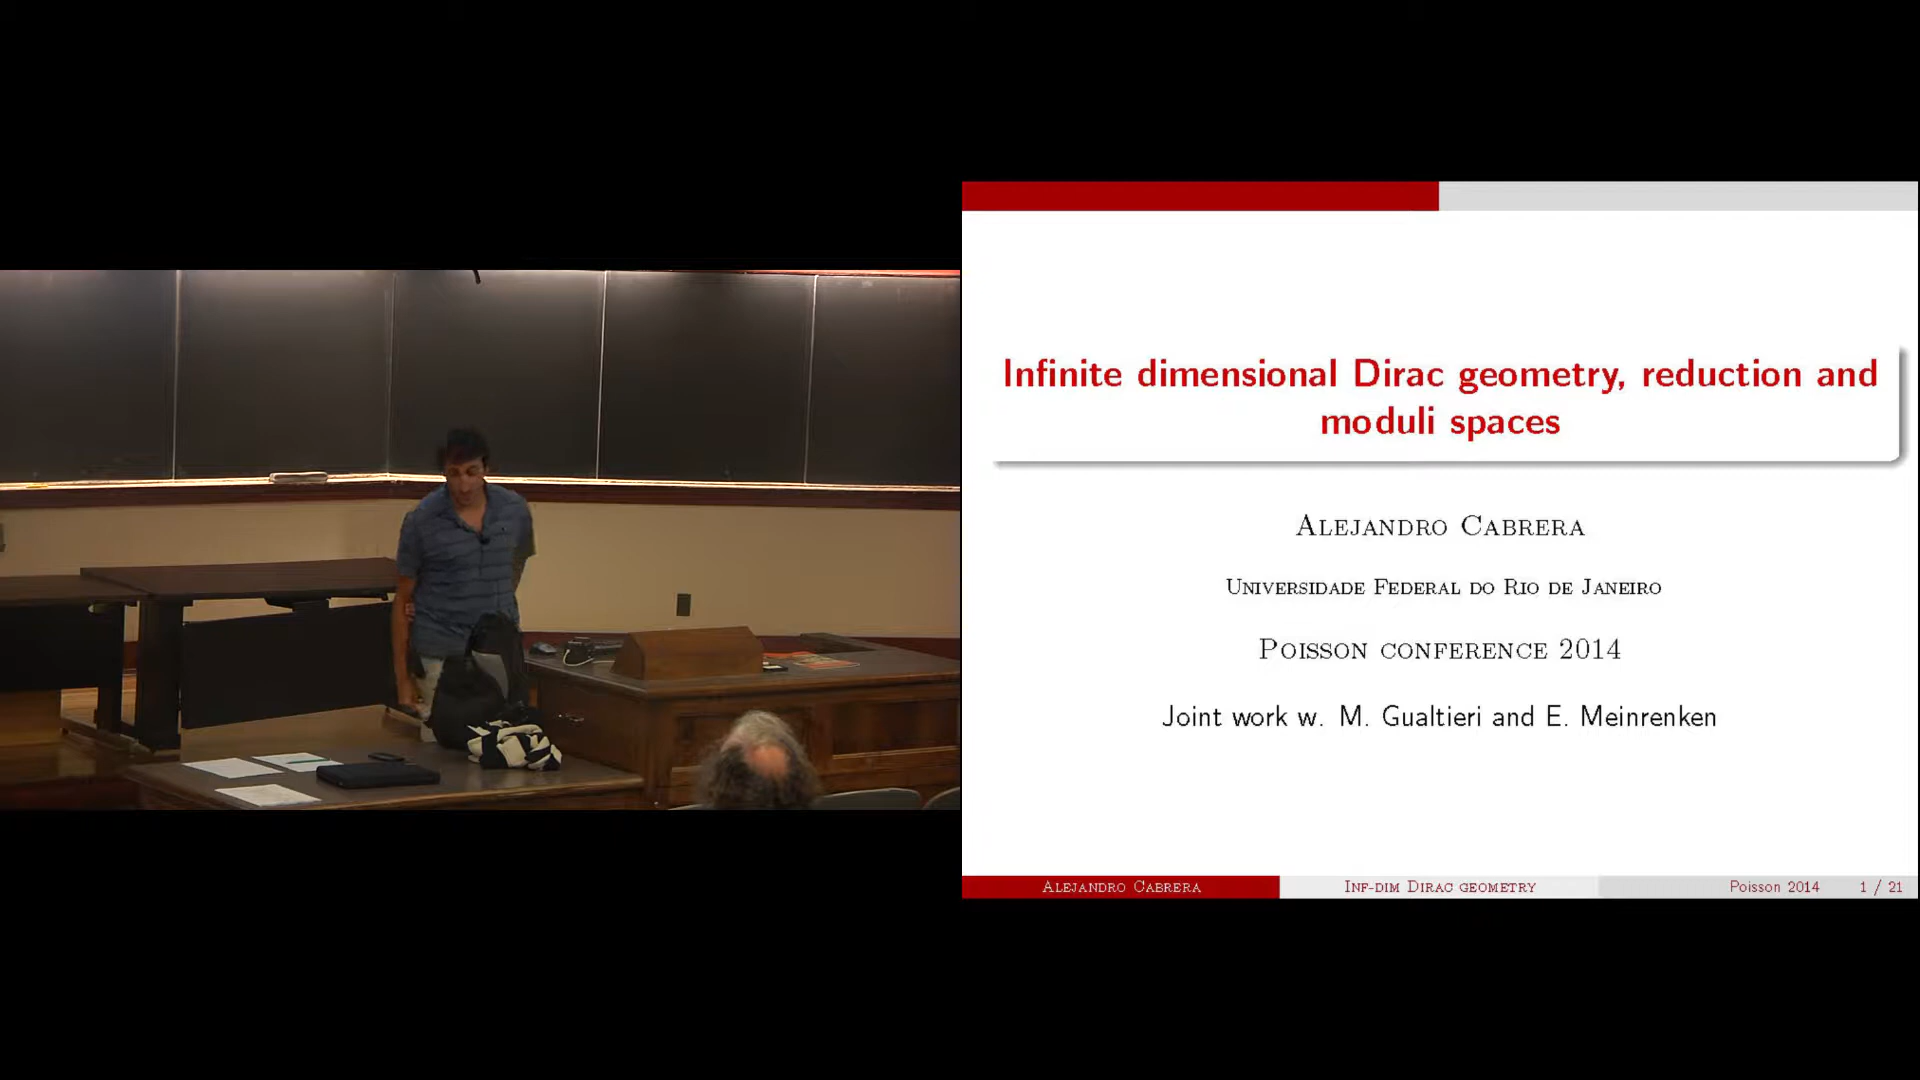 Infinite dimensional Dirac geometry, reduction and
moduli spaces
Alejandro Cabrera
Universidade Federal do Rio de Janeiro
Poisson conference 2014
Joint work w. M. Gualtieri and E. Meinrenken
Alejandro Cabrera Inf-dim Dirac geometry Poisson 2014 1 / 21